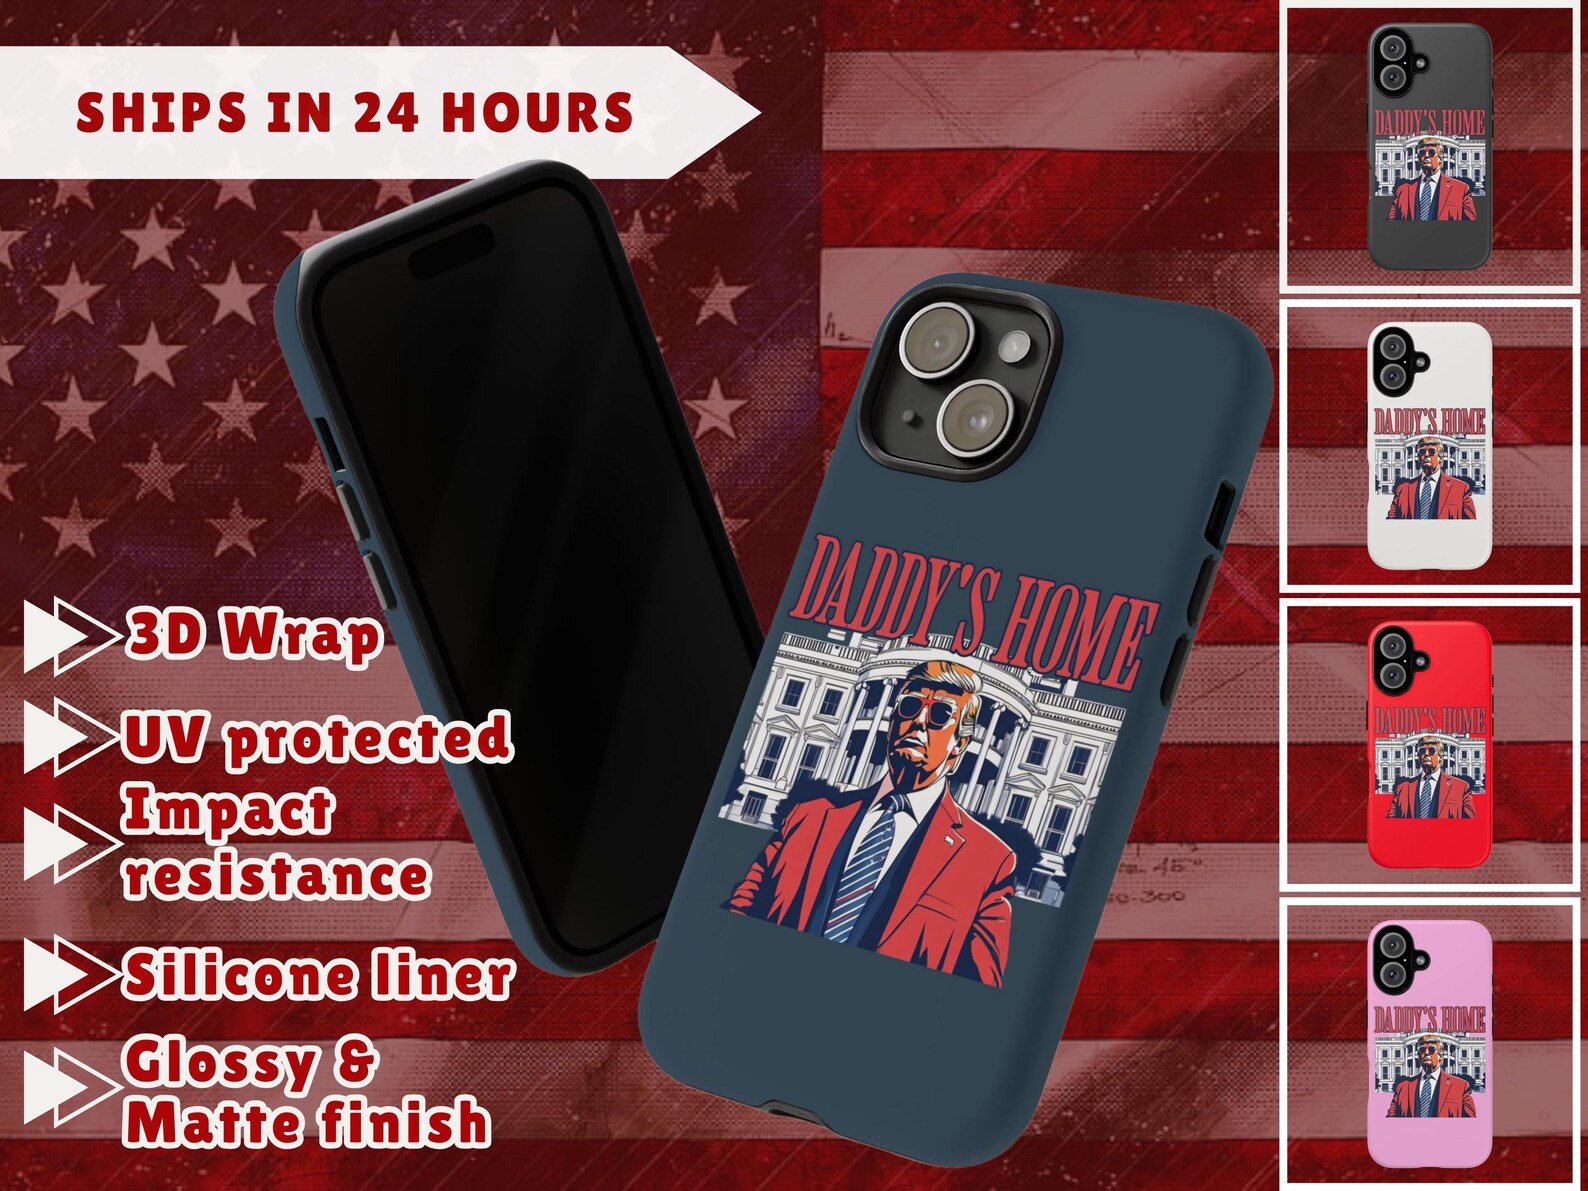 SHIPS IN 24 HOURS
3D Wrap
UV protected
Impact
resistance
Silicone liner
Glossy &
Matte finish
DADDY'S HOME
DADDY'S HOME
DADDY'S HOME
DADDY'S HOME
DADDY'S HOME